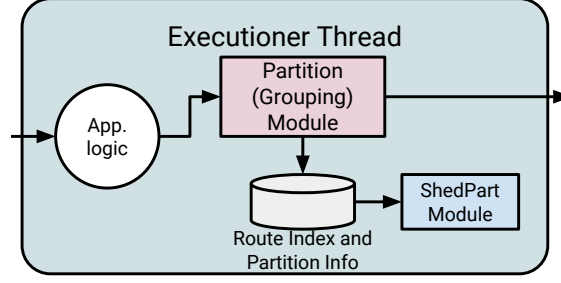 Executioner Thread
App.
logic
Partition
(Grouping)
Module
ShedPart
Module
Route Index and
Partition Info